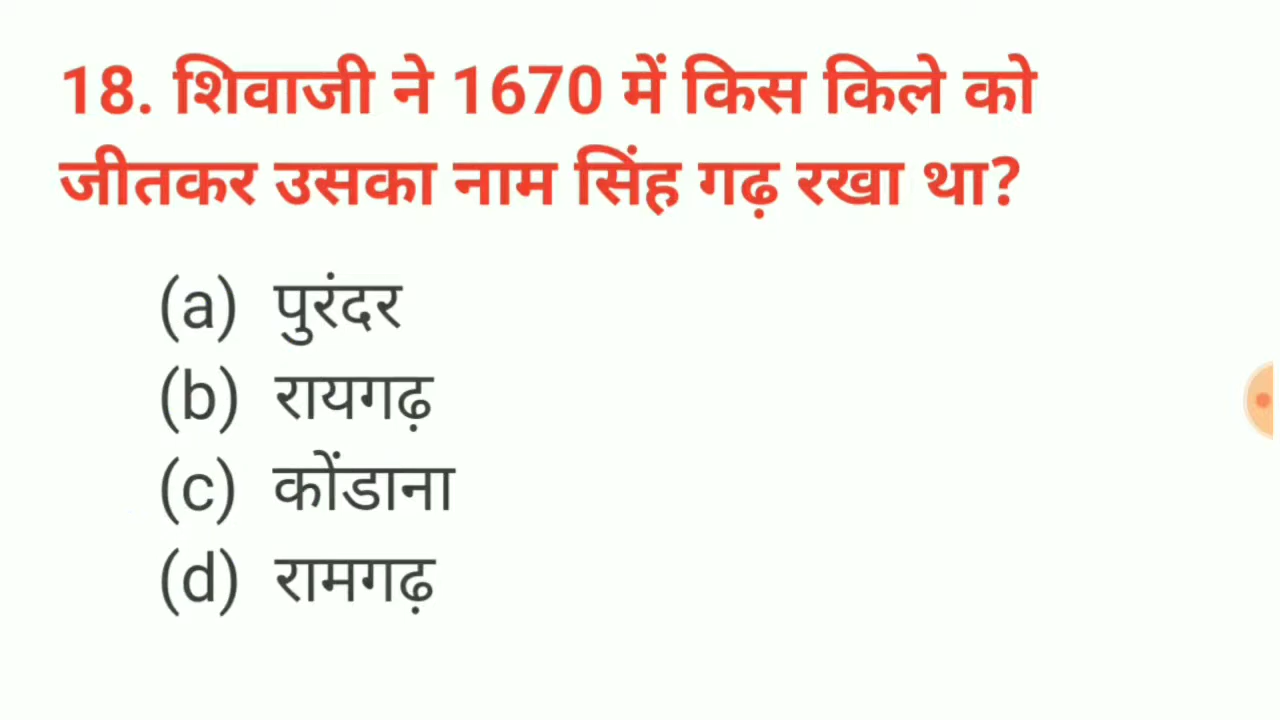 18. शिवाजी ने 1670 में किस किले को
जीतकर उसका नाम सिंह गढ़ रखा था?
(a) पुरंदर
(b) रायगढ़
(c) कोंडाना
(d) रामगढ़